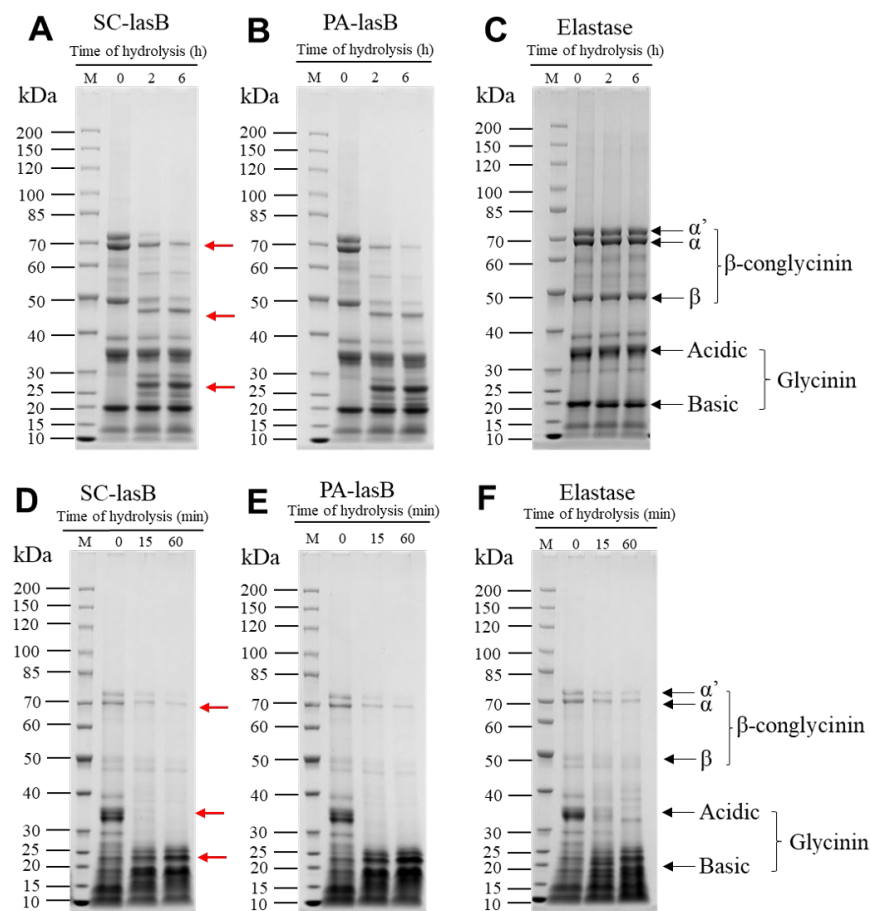 A SC-lasB
Time of hydrolysis (h)
M 0 2 6
kDa
200
150
120
100
85
70
60
50
40
30
25
20
15
10
B PA-lasB
Time of hydrolysis (h)
M 0 2 6
kDa
200
150
120
100
85
70
60
50
40
30
25
20
15
10
C Elastase
Time of hydrolysis (h)
M 0 2 6
kDa
200
150
120
100
85
70
60
50
40
30
25
20
15
10
α’
α
β-conglycinin
β
Acidic
Glycinin
Basic
D SC-lasB
Time of hydrolysis (min)
M 0 15 60
kDa
200
150
120
100
85
70
60
50
40
30
25
20
15
10
E PA-lasB
Time of hydrolysis (min)
M 0 15 60
kDa
200
150
120
100
85
70
60
50
40
30
25
20
15
10
F Elastase
Time of hydrolysis (min)
M 0 15 60
kDa
200
150
120
100
85
70
60
50
40
30
25
20
15
10
α’
α
β-conglycinin
β
Acidic
Glycinin
Basic